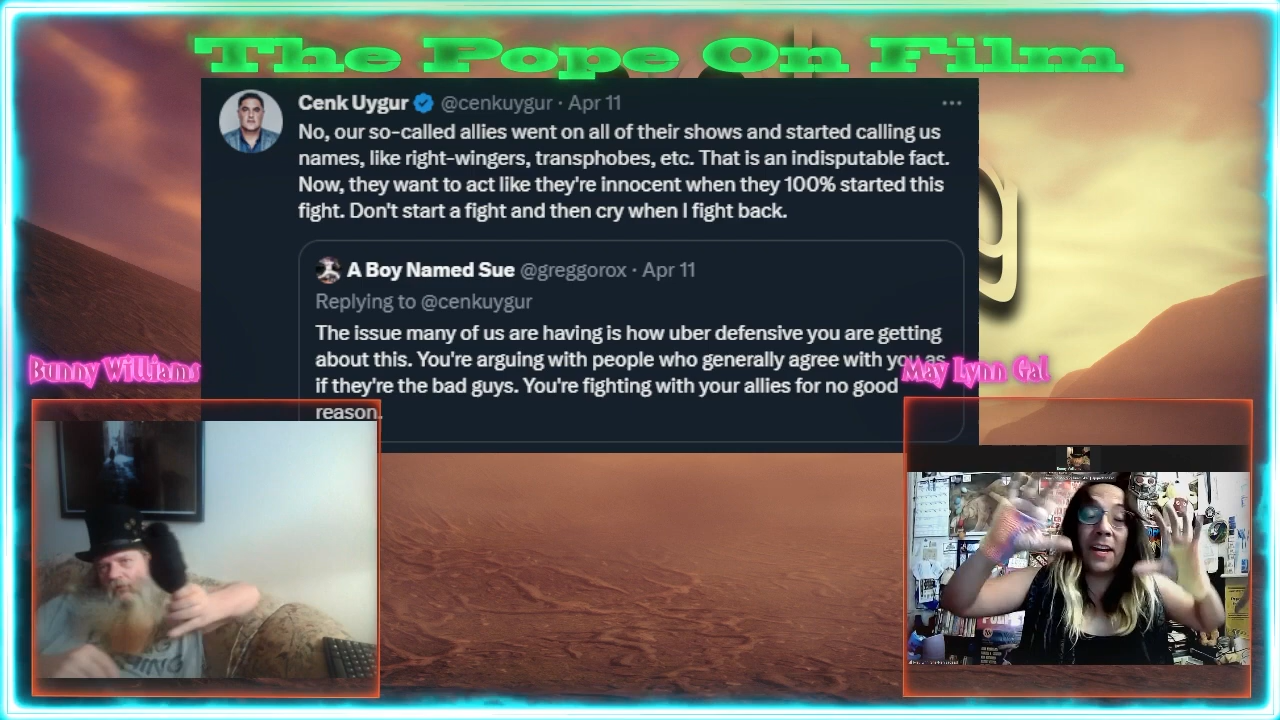 The Pope On Film
Cenk Uygur @cenkuygur · Apr 11
No, our so-called allies went on all of their shows and started calling us
names, like right-wingers, transphobes, etc. That is an indisputable fact.
Now, they want to act like they're innocent when they 100% started this
fight. Don't start a fight and then cry when I fight back.
A Boy Named Sue @greggorox · Apr 11
Replying to @cenkuygur
The issue many of us are having is how uber defensive you are getting
about this. You're arguing with people who generally agree with you as
if they're the bad guys. You're fighting with your allies for no good
reason.
g
Bunny Williams
May Lynn Gal